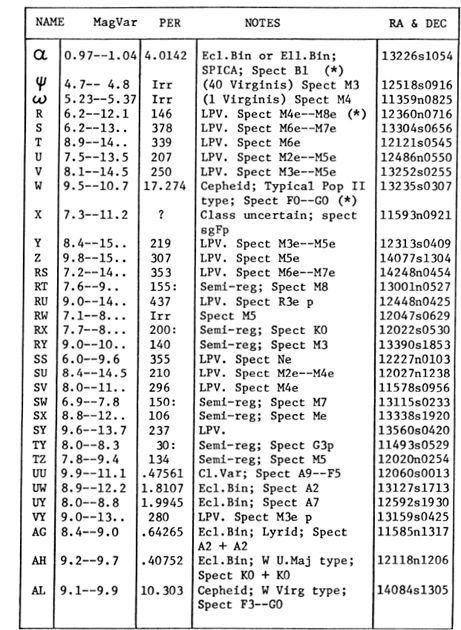 NAME MagVar PER NOTES RA & DEC
α 0.97--1.04 4.0142 Ecl.Bin or Ell.Bin; 13226s1054
SPICA; Spect B1 (*)
ψ 4.7-- 4.8 Irr (40 Virginis) Spect M3 12518s0916
ω 5.23--5.37 Irr (1 Virginis) Spect M4 11359n0825
R 6.2--12.1 146 LPV. Spect M4e--M8e (*) 12360n0716
S 6.2--13.. 378 LPV. Spect M6e--M7e 13304s0656
T 8.9--14.. 339 LPV. Spect M6e 12121s0545
U 7.5--13.5 207 LPV. Spect M2e--M5e 12486n0550
V 8.1--14.5 250 LPV. Spect M3e--M5e 13252s0255
W 9.5--10.7 17.274 Cepheid; Typical Pop II 13235s0307
type; Spect F0--G0 (*)
X 7.3--11.2 ? Class uncertain; spect 11593n0921
sgFp
Y 8.4--15.. 219 LPV. Spect M3e--M5e 12313s0409
Z 9.8--15.. 307 LPV. Spect M5e 14077s1304
RS 7.2--14.. 353 LPV. Spect M6e--M7e 14248n0454
RT 7.6--9.. 155: Semi-reg; Spect M8 13001n0527
RU 9.0--14.. 437 LPV. Spect R3e p 12448n0425
RW 7.1--8... Irr Spect M5 12047s0629
RX 7.7--8... 200: Semi-reg; Spect K0 12022s0530
RY 9.0--10.. 140 Semi-reg; Spect M3 13390s1853
SS 6.0--9.6 355 LPV. Spect Ne 12227n0103
SU 8.4--14.5 210 LPV. Spect M2e--M4e 12027n1238
SV 8.0--11.. 296 LPV. Spect M4e 11578s0956
SW 6.9--7.8 150: Semi-reg; Spect M7 13115s0233
SX 8.8--12.. 106 Semi-reg; Spect Me 13338s1920
SY 9.6--13.7 237 LPV. 13560s0420
TY 8.0--8.3 30: Semi-reg; Spect G3p 11493s0529
TZ 7.8--9.4 134 Semi-reg; Spect M5 12020n0254
UU 9.9--11.1 .47561 Cl.Var; Spect A9--F5 12060s0013
UW 8.9--12.2 1.8107 Ecl.Bin; Spect A2 13127s1713
UY 8.0--8.8 1.9945 Ecl.Bin; Spect A7 12592s1930
VY 9.0--13.. 280 LPV. Spect M3e p 13159s0425
AG 8.4--9.0 .64265 Ecl.Bin; Lyrid; Spect 11585n1317
A2 + A2
AH 9.2--9.7 .40752 Ecl.Bin; W U.Maj type; 12118n1206
Spect K0 + K0
AL 9.1--9.9 10.303 Cepheid; W Virg type; 14084s1305
Spect F3--G0